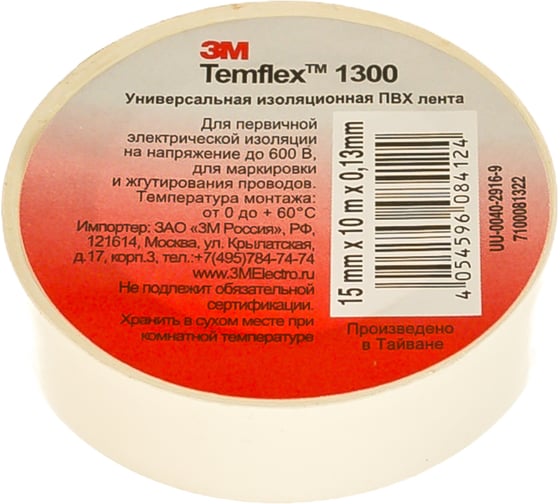 3M
Temflex™ 1300
Универсальная изоляционная ПВХ лента
Для первичной
электрической изоляции
на напряжение до 600 В,
для маркировки
и жгутирования проводов.
Температура монтажа:
от 0 до + 60°С
Импортер: ЗАО «3М Россия», РФ,
121614, Москва, ул. Крылатская,
д.17, корп.3, тел.:+7(495)784-74-74
www.3MElectro.ru
Не подлежит обязательной
сертификации.
Хранить в сухом месте при
комнатной температуре
15 mm x 10 m x 0,13mm
4 054596 084124
UU-0040-2916-9
7100081322
Произведено
в Тайване